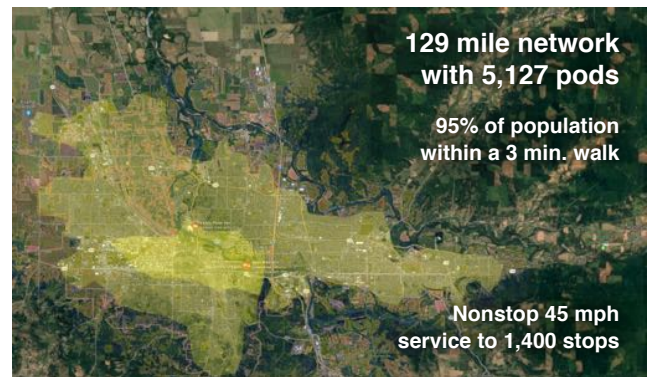 129 mile network
with 5,127 pods
95% of population
within a 3 min. walk
Nonstop 45 mph
service to 1,400 stops